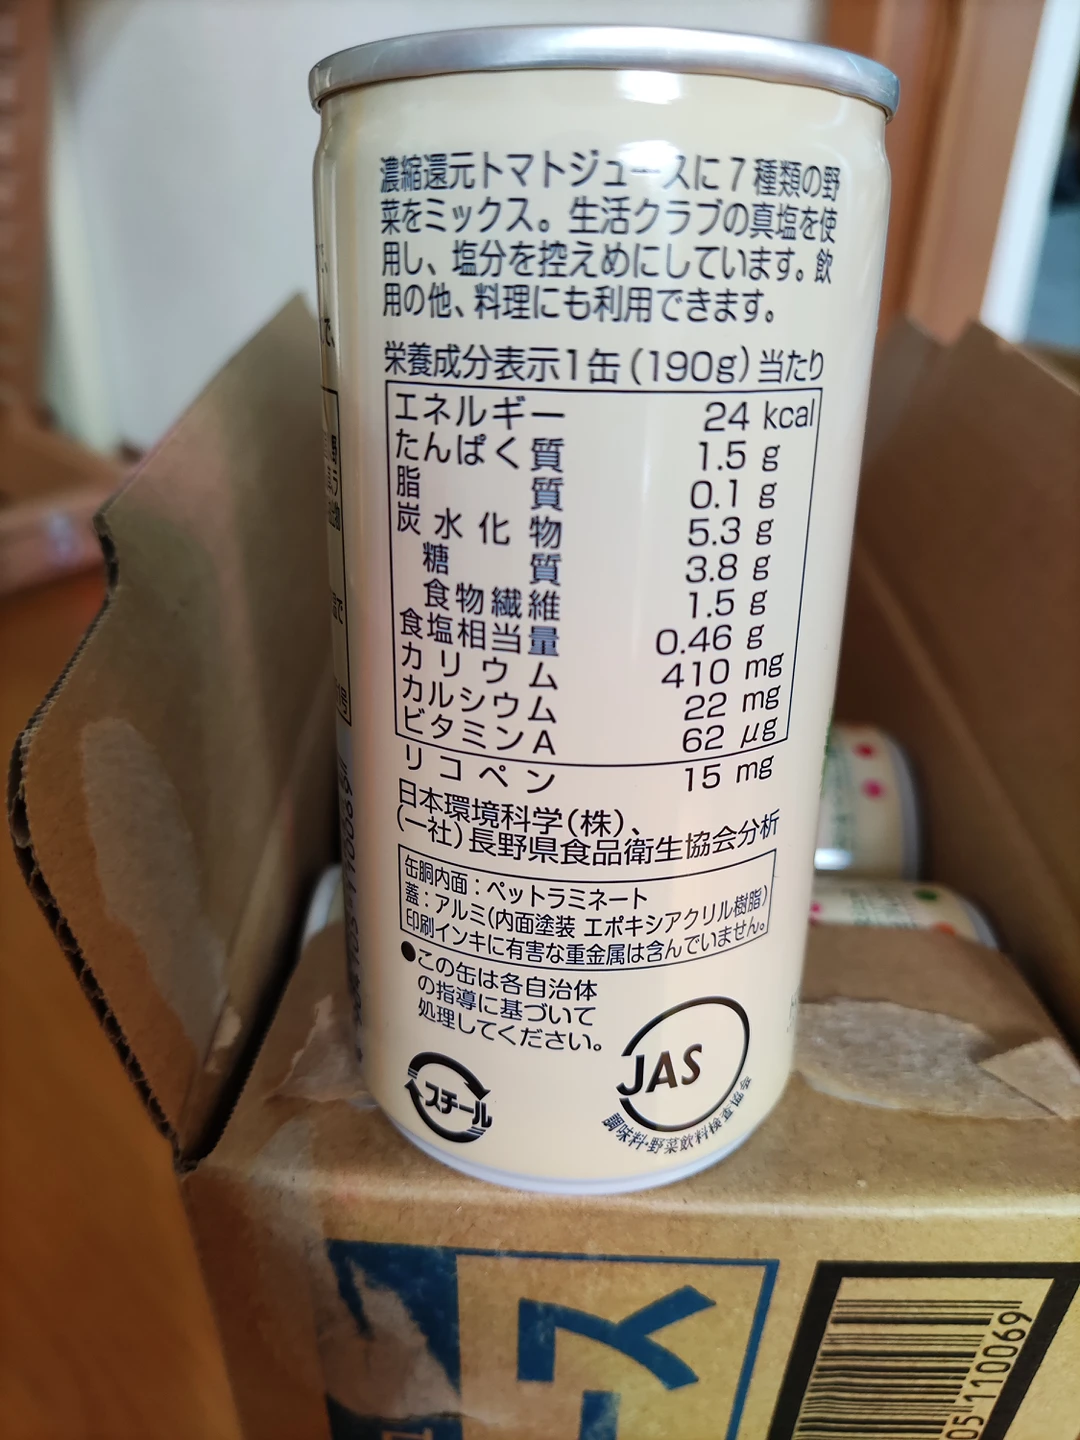 濃縮還元トマトジュースに7種類の野
菜をミックス。生活クラブの真塩を使
用し、塩分を控えめにしています。飲
用の他、料理にも利用できます。
栄養成分表示1缶(190g)当たり
エネルギー 24 kcal
たんぱく質 1.5 g
脂質 0.1 g
炭水化物 5.3 g
糖質 3.8 g
食物繊維 1.5 g
食塩相当量 0.46 g
カリウム 410 mg
カルシウム 22 mg
ビタミンA 62 μg
リコペン 15 mg
日本環境科学(株)、
(一社)長野県食品衛生協会分析
缶胴内面:ペットラミネート
蓋:アルミ(内面塗装 エポキシアクリル樹脂)
印刷インキに有害な重金属は含んでいません。
●この缶は各自治体
の指導に基づいて
処理してください。
スチール
JAS
調味料・野菜飲料検査協会
ース
05110069